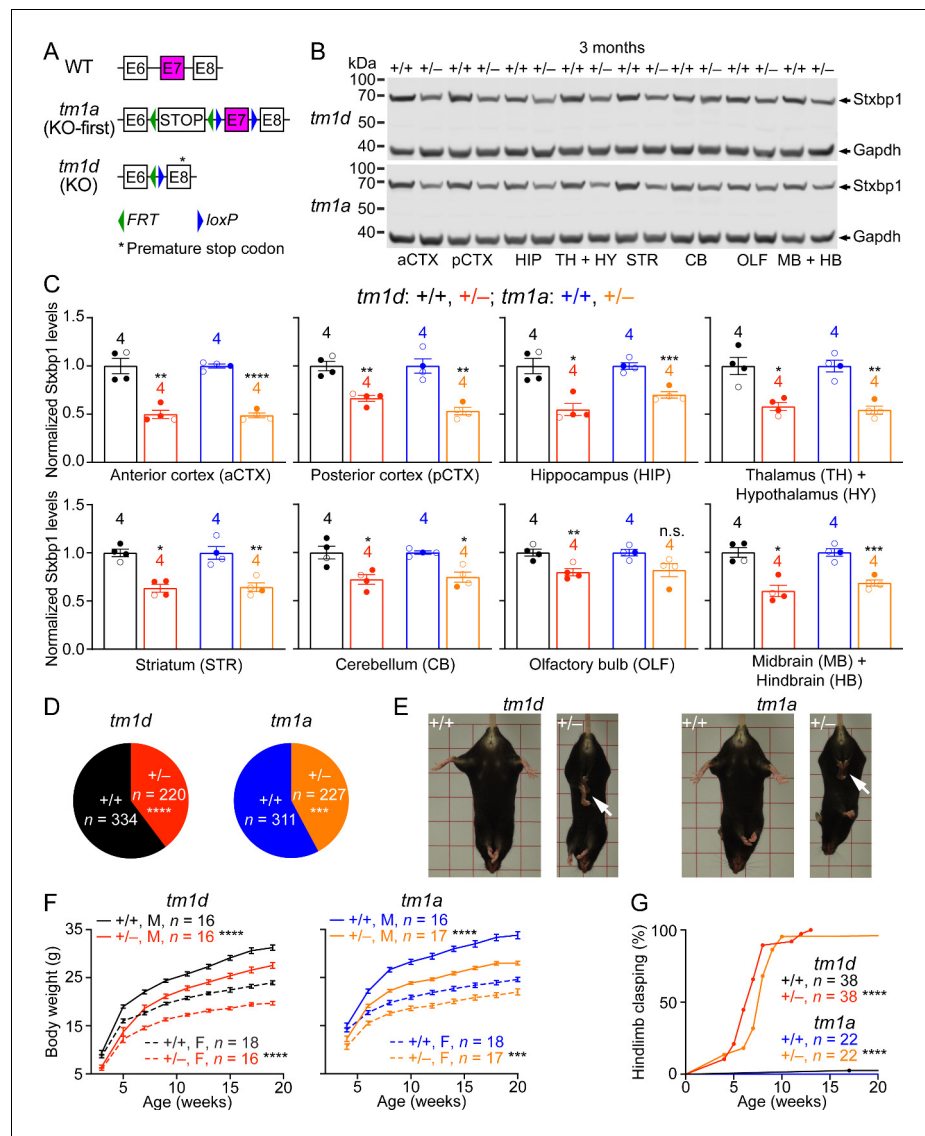 A
WT
E6 E7 E8
tm1a
(KO-first)
E6 STOP E7 E8
tm1d
(KO)
E6 E8
*
FRT loxP
*Premature stop codon
B
3 months
kDa +/+ +/– +/+ +/– +/+ +/– +/+ +/– +/+ +/– +/+ +/– +/+ +/– +/+ +/–
100
70
50
40
tm1d
Stxbp1
Gapdh
100
70
50
40
tm1a
Stxbp1
Gapdh
aCTX pCTX HIP TH + HY STR CB OLF MB + HB
C
tm1d: +/+, +/–; tm1a: +/+, +/–
Normalized Stxbp1 levels
1.5
1.0
0.5
0.0
4 ** 4 4 **** 4
Anterior cortex (aCTX)
4 ** 4 4 ** 4
Posterior cortex (pCTX)
4 * 4 4 *** 4
Hippocampus (HIP)
4 * 4 4 ** 4
Thalamus (TH) +
Hypothalamus (HY)
Normalized Stxbp1 levels
1.5
1.0
0.5
0.0
4 * 4 4 ** 4
Striatum (STR)
4 * 4 4 * 4
Cerebellum (CB)
4 ** 4 4 n.s. 4
Olfactory bulb (OLF)
4 * 4 4 *** 4
Midbrain (MB) +
Hindbrain (HB)
D
tm1d
+/+
n = 334
+/–
n = 220
****
tm1a
+/+
n = 311
+/–
n = 227
***
E
tm1d
+/+ +/–
tm1a
+/+ +/–
F
tm1d
+/+, M, n = 16
+/–, M, n = 16 ****
+/+, F, n = 18
+/–, F, n = 16 ****
Body weight (g)
35
25
15
5
0 5 10 15 20
Age (weeks)
tm1a
+/+, M, n = 16
+/–, M, n = 17 ****
+/+, F, n = 18
+/–, F, n = 17 ***
0 5 10 15 20
Age (weeks)
G
Hindlimb clasping (%)
100
50
0
tm1d
+/+, n = 38
+/–, n = 38 ****
tm1a
+/+, n = 22
+/–, n = 22 ****
0 5 10 15 20
Age (weeks)